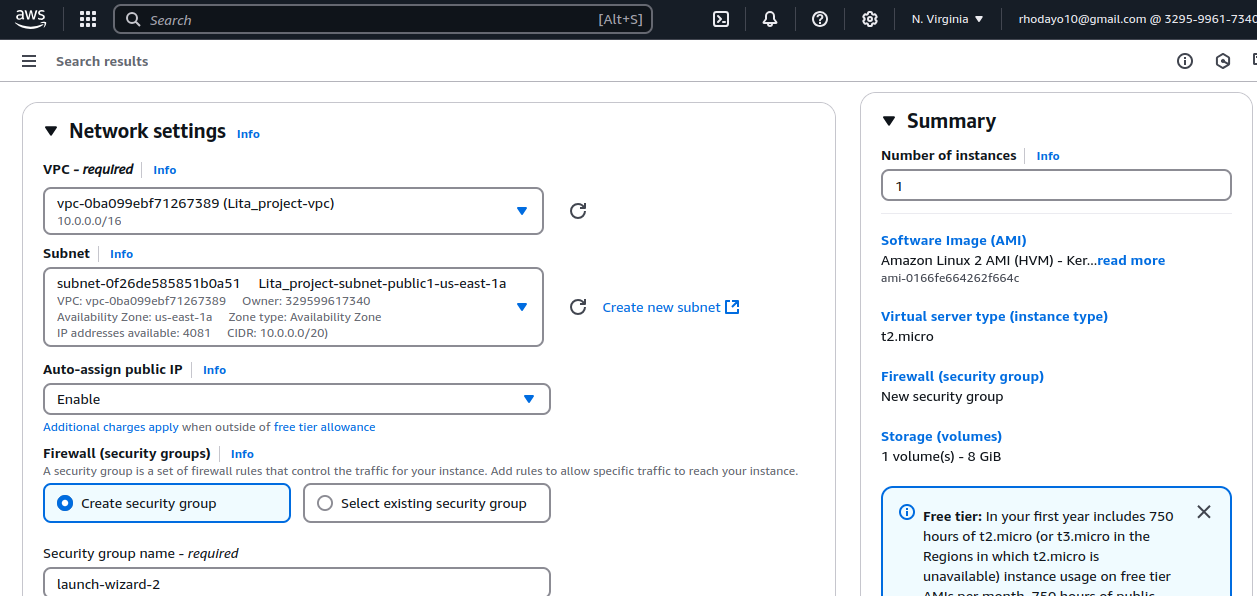 aws
Search [Alt+S]
N. Virginia
rhodayo10@gmail.com @ 3295-9961-7340
Search results
Network settings Info
VPC - required Info
vpc-0ba099ebf71267389 (Lita_project-vpc)
10.0.0.0/16
Subnet Info
subnet-0f26de585851b0a51 Lita_project-subnet-public1-us-east-1a
VPC: vpc-0ba099ebf71267389 Owner: 329599617340
Availability Zone: us-east-1a Zone type: Availability Zone
IP addresses available: 4081 CIDR: 10.0.0.0/20)
Create new subnet
Auto-assign public IP Info
Enable
Additional charges apply when outside of free tier allowance
Firewall (security groups) Info
A security group is a set of firewall rules that control the traffic for your instance. Add rules to allow specific traffic to reach your instance.
Create security group
Select existing security group
Security group name - required
launch-wizard-2
Summary
Number of instances Info
1
Software Image (AMI)
Amazon Linux 2 AMI (HVM) - Ker...read more
ami-0166fe664262f664c
Virtual server type (instance type)
t2.micro
Firewall (security group)
New security group
Storage (volumes)
1 volume(s) - 8 GiB
Free tier: In your first year includes 750
hours of t2.micro (or t3.micro in the
Regions in which t2.micro is
unavailable) instance usage on free tier
AMIs per month, 750 hours of public